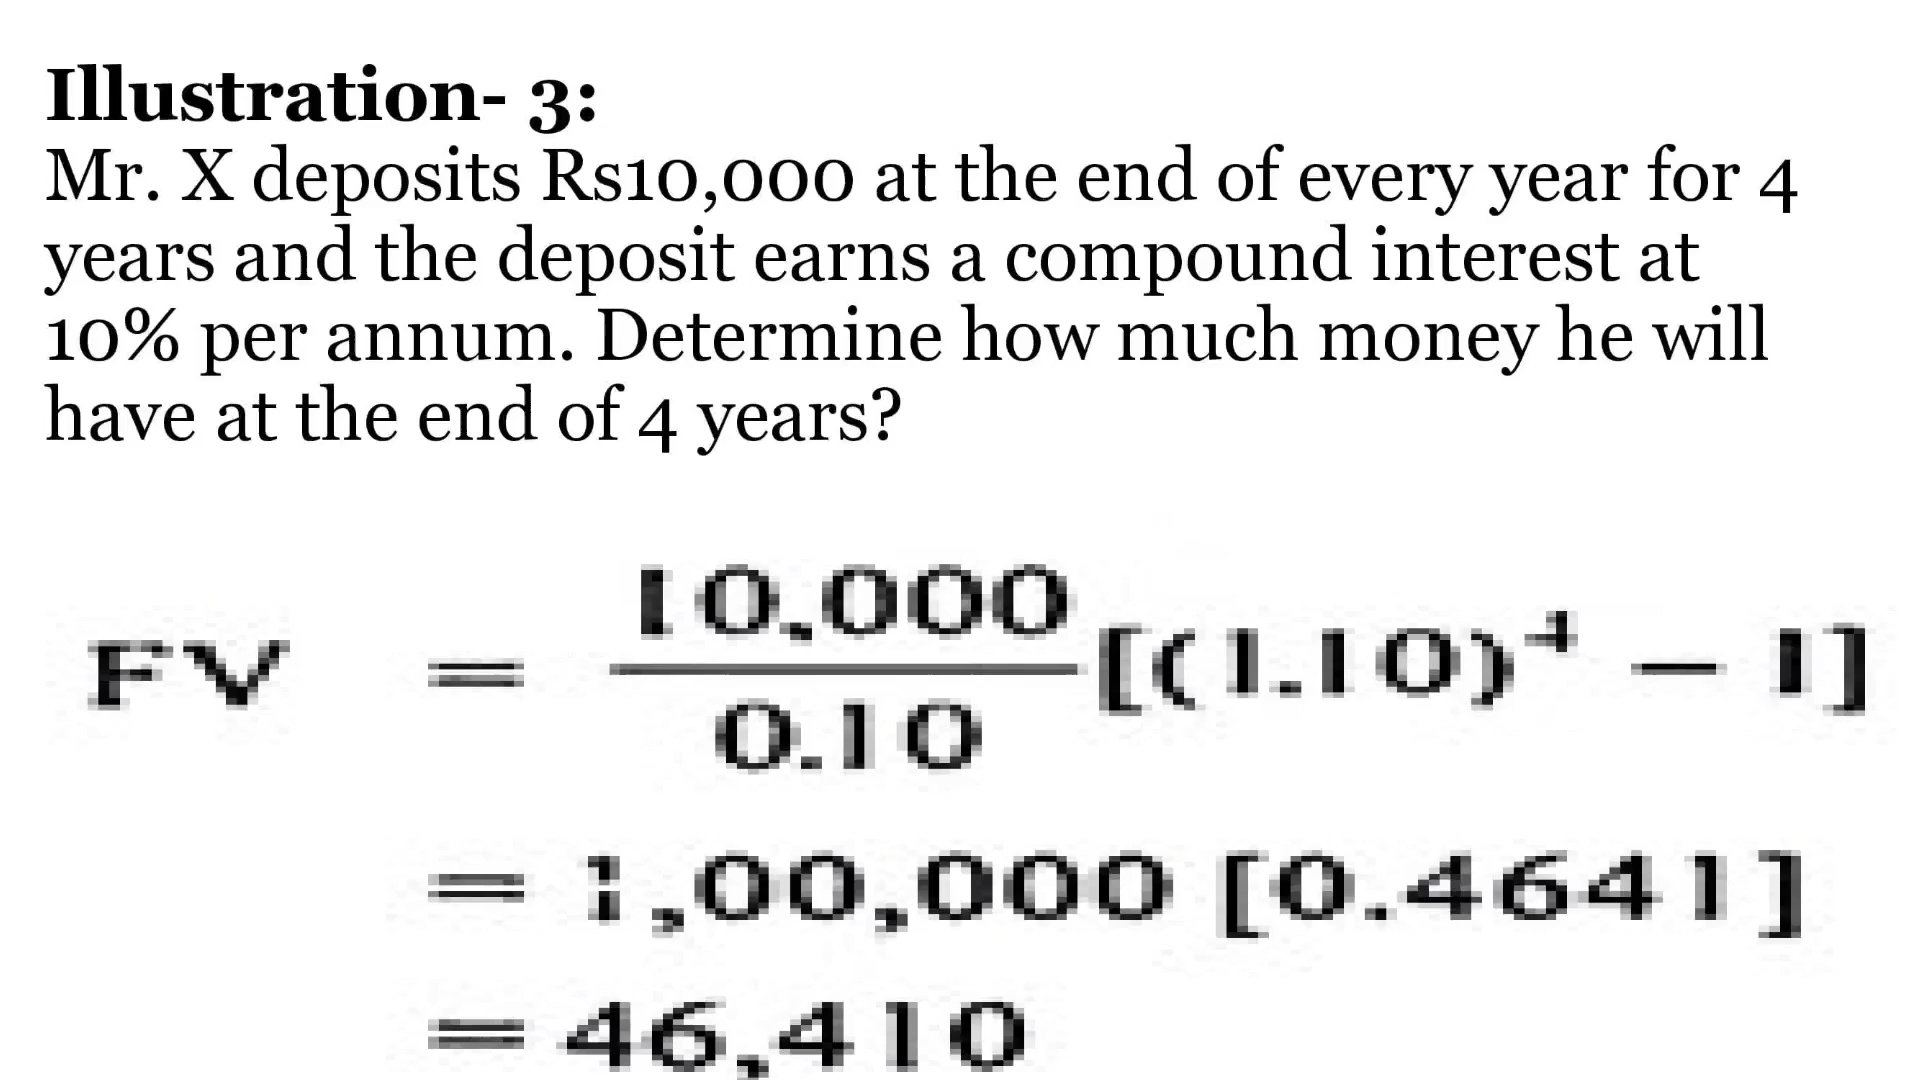 Illustration- 3:
Mr. X deposits Rs10,000 at the end of every year for 4
years and the deposit earns a compound interest at
10% per annum. Determine how much money he will
have at the end of 4 years?
FV = 10,000/0.10 [(1.10)⁴ − 1]
= 1,00,000 [0.4641]
= 46,410